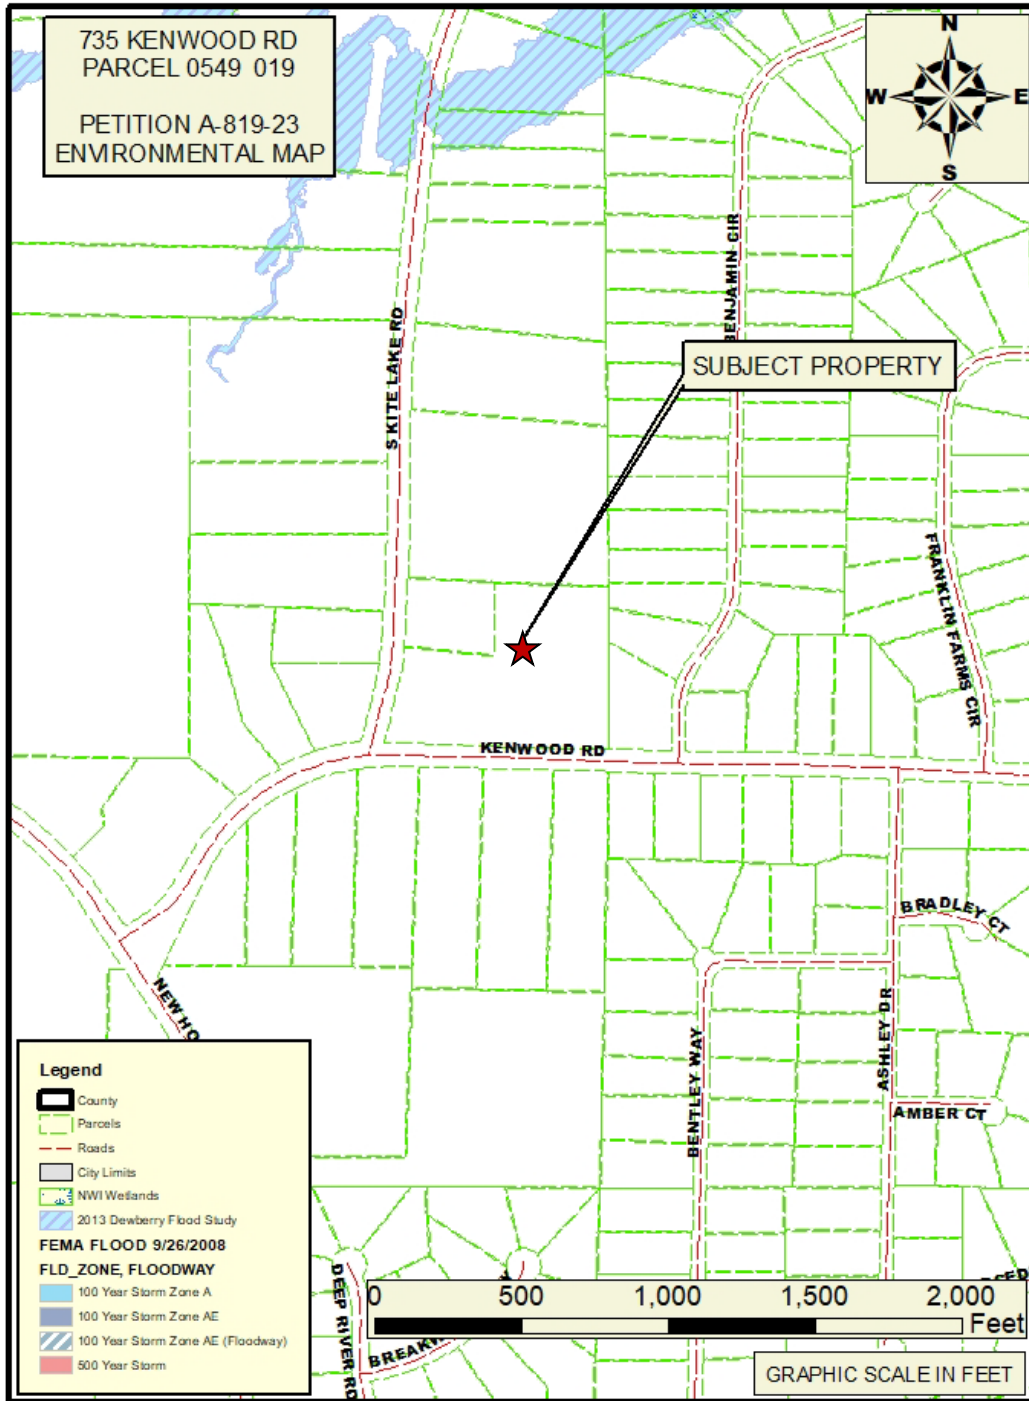 735 KENWOOD RD
PARCEL 0549 019
PETITION A-819-23
ENVIRONMENTAL MAP
N
W
E
S
BENJAMIN CIR
SUBJECT PROPERTY
S KITE LAKE RD
FRANKLIN FARMS CIR
KENWOOD RD
BRADLEY CT
NEW HO
ASHLEY DR
BENTLEY WAY
AMBER CT
Legend
County
Parcels
Roads
City Limits
NWI Wetlands
2013 Dewberry Flood Study
FEMA FLOOD 9/26/2008
FLD_ZONE, FLOODWAY
100 Year Storm Zone A
100 Year Storm Zone AE
100 Year Storm Zone AE (Floodway)
500 Year Storm
DEEP RIVER RD
BREAKW
0 500 1,000 1,500 2,000
Feet
GRAPHIC SCALE IN FEET